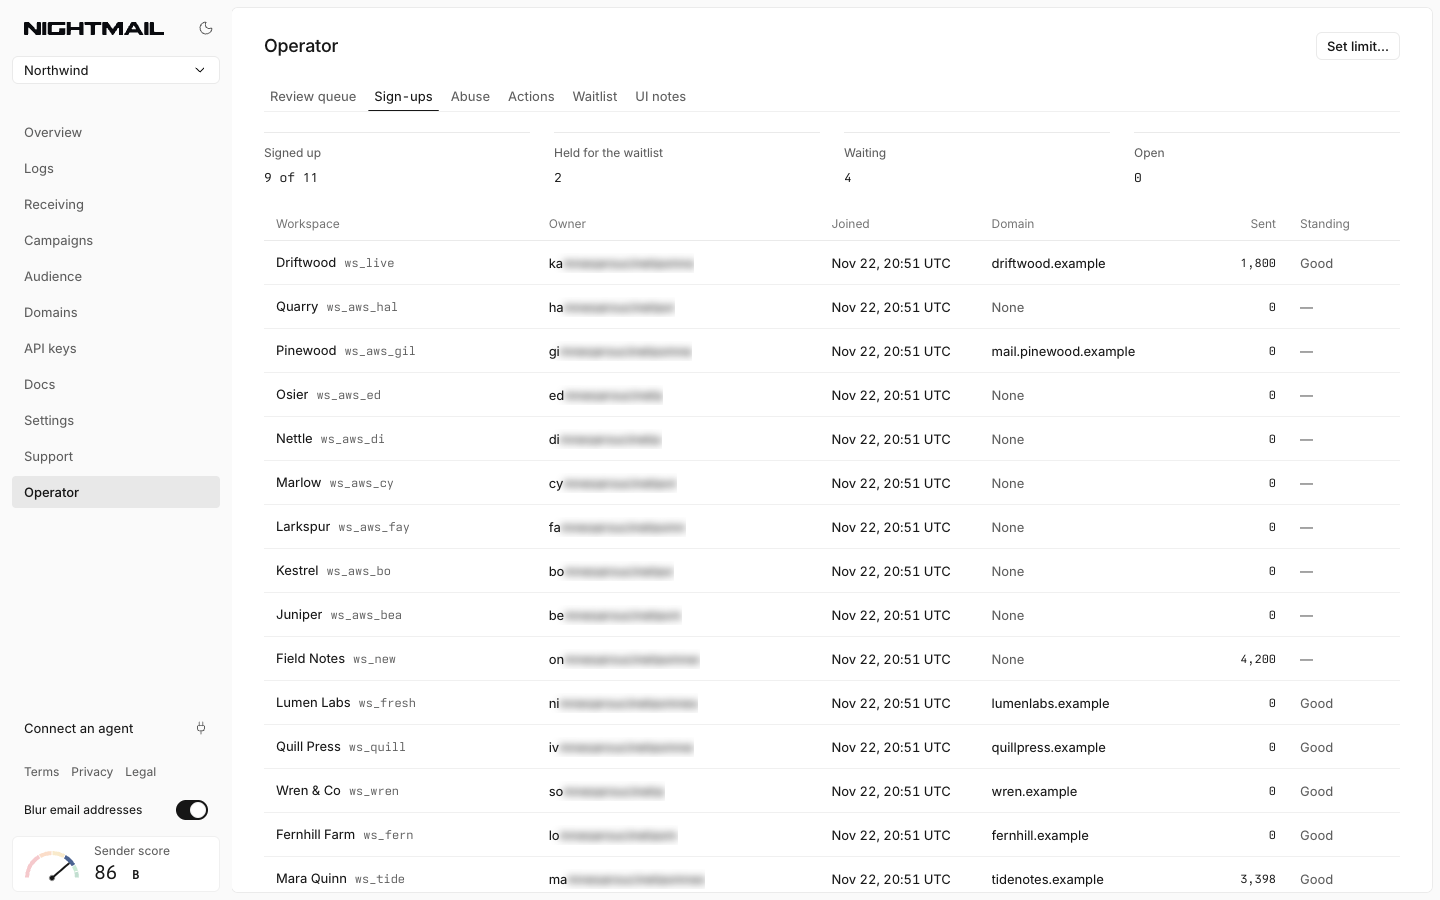 NIGHTMAIL
Northwind
Overview
Logs
Receiving
Campaigns
Audience
Domains
API keys
Docs
Settings
Support
Operator
Connect an agent
Terms Privacy Legal
Blur email addresses
Sender score
86 B
Operator
Set limit...
Review queue Sign-ups Abuse Actions Waitlist UI notes
Signed up Held for the waitlist Waiting Open
9 of 11 2 4 0
Workspace Owner Joined Domain Sent Standing
Driftwood ws_live ka Nov 22, 20:51 UTC driftwood.example 1,800 Good
Quarry ws_aws_hal ha Nov 22, 20:51 UTC None 0 —
Pinewood ws_aws_gil gi Nov 22, 20:51 UTC mail.pinewood.example 0 —
Osier ws_aws_ed ed Nov 22, 20:51 UTC None 0 —
Nettle ws_aws_di di Nov 22, 20:51 UTC None 0 —
Marlow ws_aws_cy cy Nov 22, 20:51 UTC None 0 —
Larkspur ws_aws_fay fa Nov 22, 20:51 UTC None 0 —
Kestrel ws_aws_bo bo Nov 22, 20:51 UTC None 0 —
Juniper ws_aws_bea be Nov 22, 20:51 UTC None 0 —
Field Notes ws_new on Nov 22, 20:51 UTC None 4,200 —
Lumen Labs ws_fresh ni Nov 22, 20:51 UTC lumenlabs.example 0 Good
Quill Press ws_quill iv Nov 22, 20:51 UTC quillpress.example 0 Good
Wren & Co ws_wren so Nov 22, 20:51 UTC wren.example 0 Good
Fernhill Farm ws_fern lo Nov 22, 20:51 UTC fernhill.example 0 Good
Mara Quinn ws_tide ma Nov 22, 20:51 UTC tidenotes.example 3,398 Good